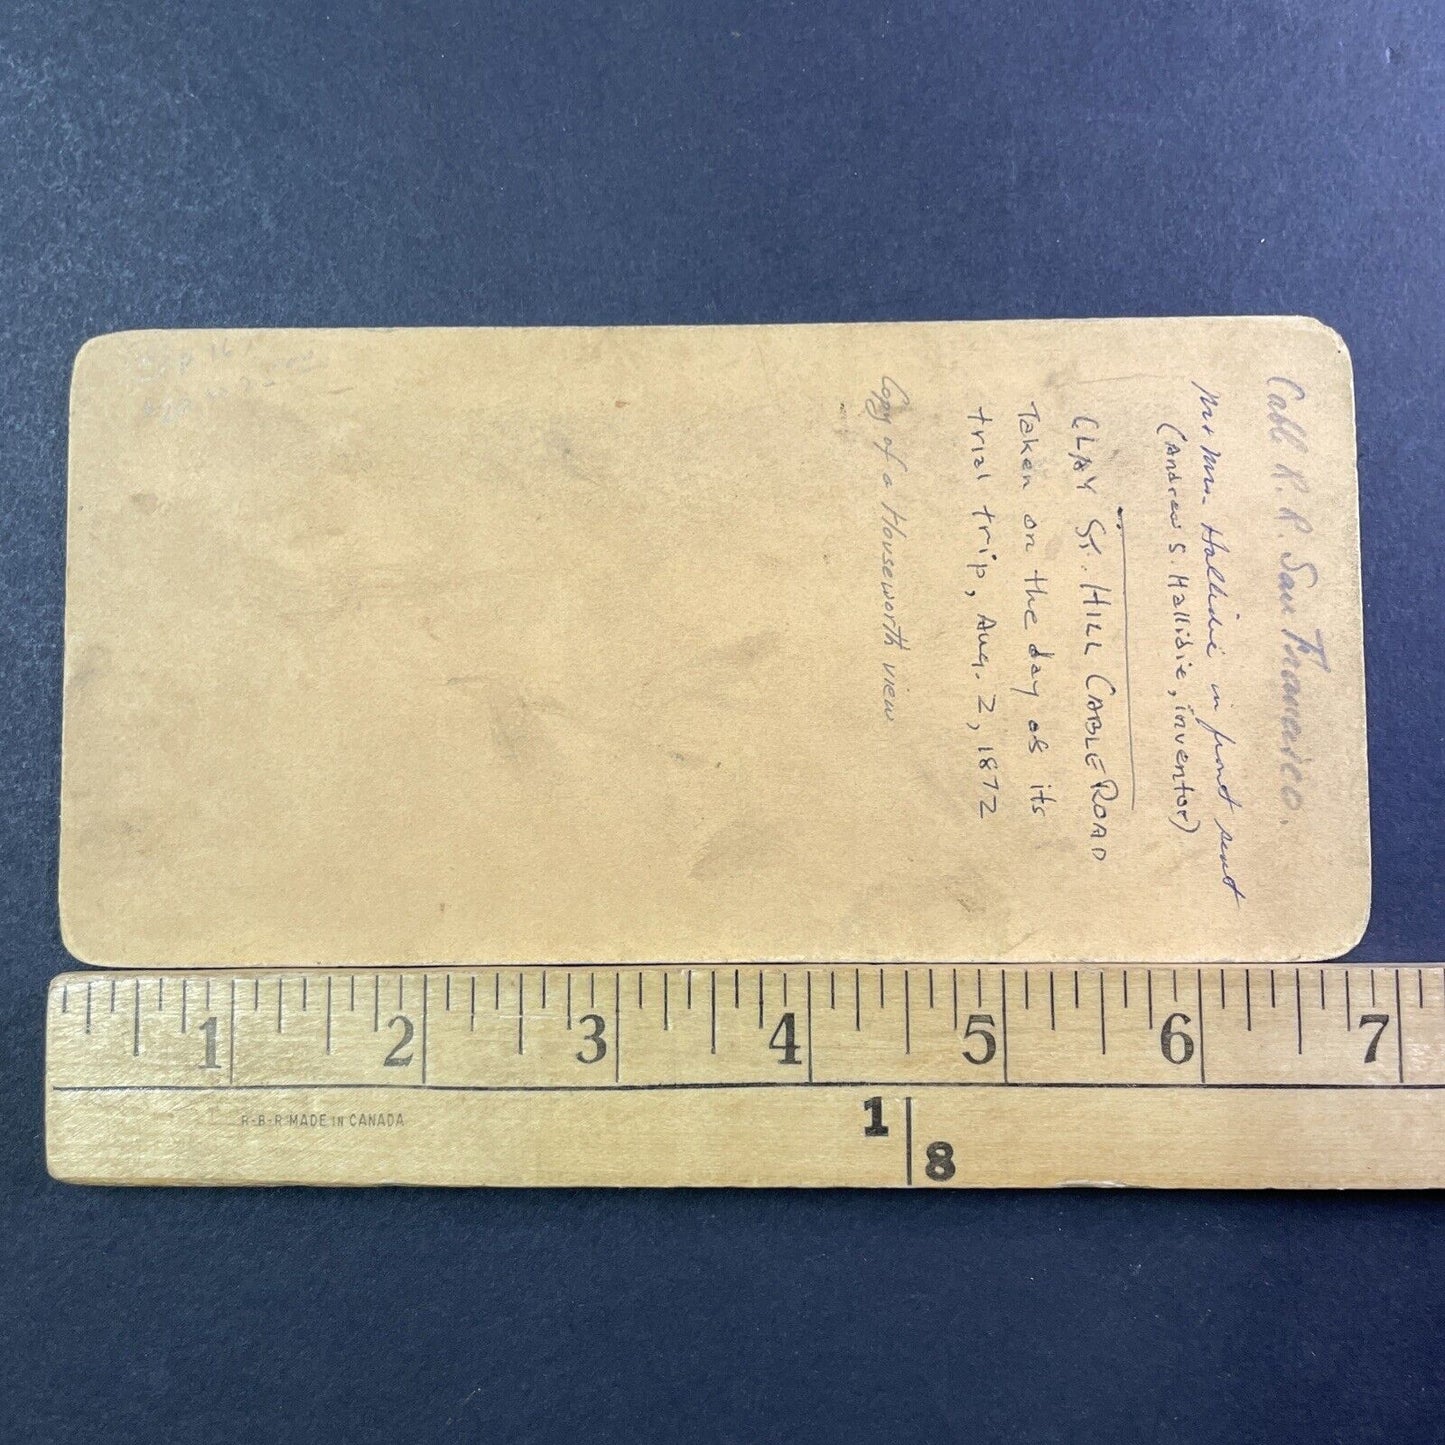 Cable R. R. San Francisco.
Mr & Mrs. Hallidie in front seat
(Andrew S. Hallidie, inventor)
CLAY ST. HILL CABLE ROAD
Taken on the day of its
trial trip, Aug. 2, 1872
Copy of a Houseworth view
1 2 3 4 5 6 7
R-B-R MADE IN CANADA
1 8